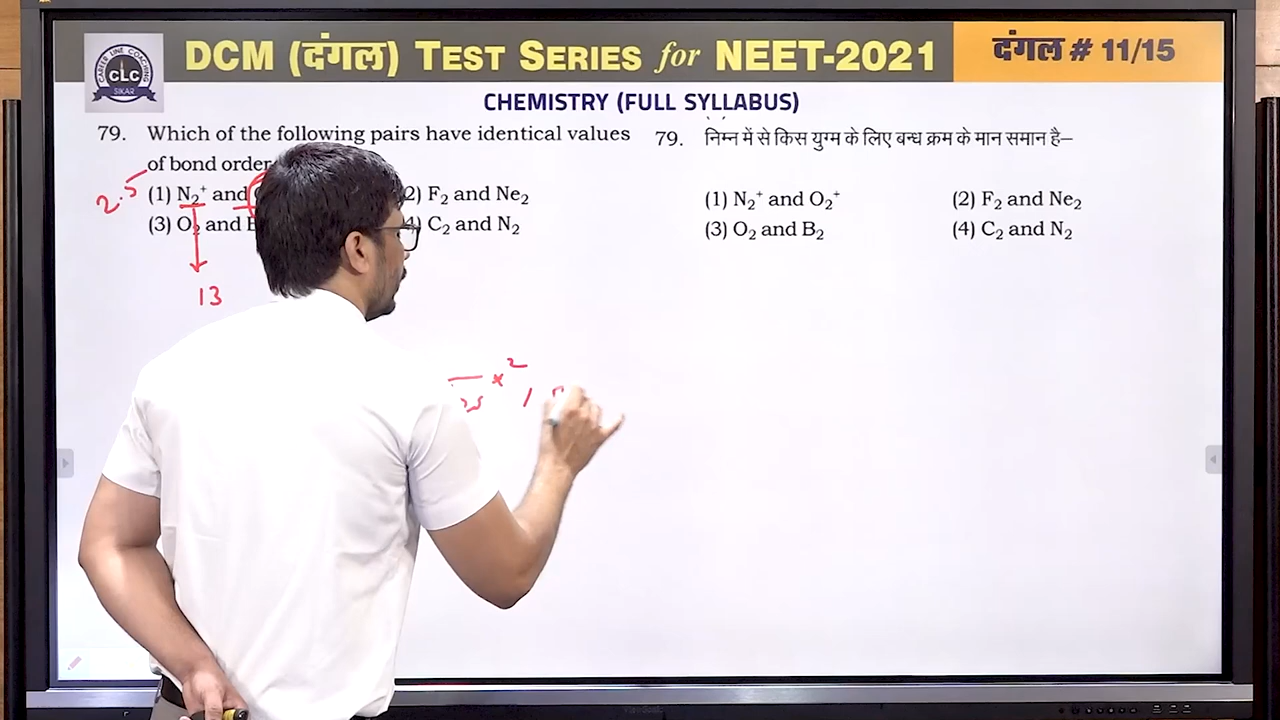 CAREER LINE COACHING
CLC
SIKAR
DCM (दंगल) TEST SERIES for NEET-2021
दंगल # 11/15
CHEMISTRY (FULL SYLLABUS)
79. Which of the following pairs have identical values
of bond order
(1) N₂⁺ and
(2) F₂ and Ne₂
(3) O₂ and
(4) C₂ and N₂
2.5
13
79. निम्न में से किस युग्म के लिए बन्ध क्रम के मान समान है–
(1) N₂⁺ and O₂⁺ (2) F₂ and Ne₂
(3) O₂ and B₂ (4) C₂ and N₂